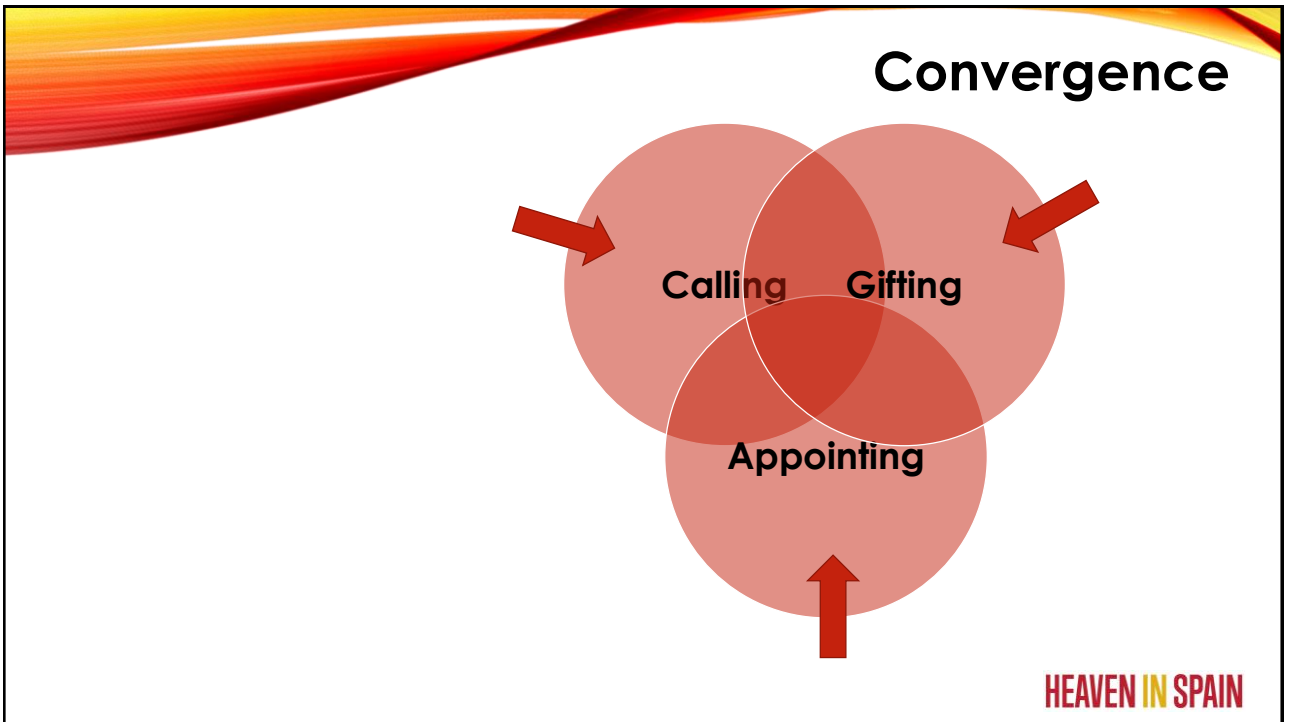 Convergence
Calling
Gifting
Appointing
HEAVEN IN SPAIN